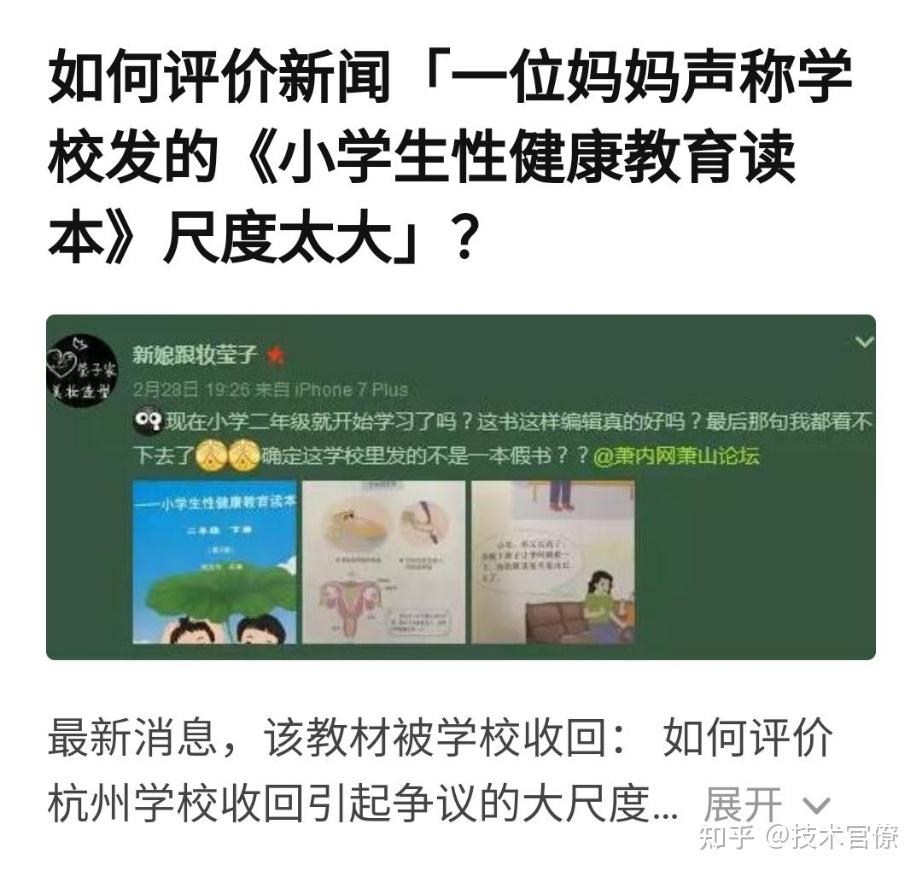 如何评价新闻「一位妈妈声称学
校发的《小学生性健康教育读
本》尺度太大」？
莹子家
美妆造型
新娘跟妆莹子
2月28日 19:26 来自 iPhone 7 Plus
现在小学二年级就开始学习了吗？这书这样编辑真的好吗？最后那句我都看不
下去了确定这学校里发的不是一本假书？？@萧内网萧山论坛
小学生性健康教育读本
二年级 下册
最新消息，该教材被学校收回： 如何评价
杭州学校收回引起争议的大尺度... 展开
知乎 @技术官僚